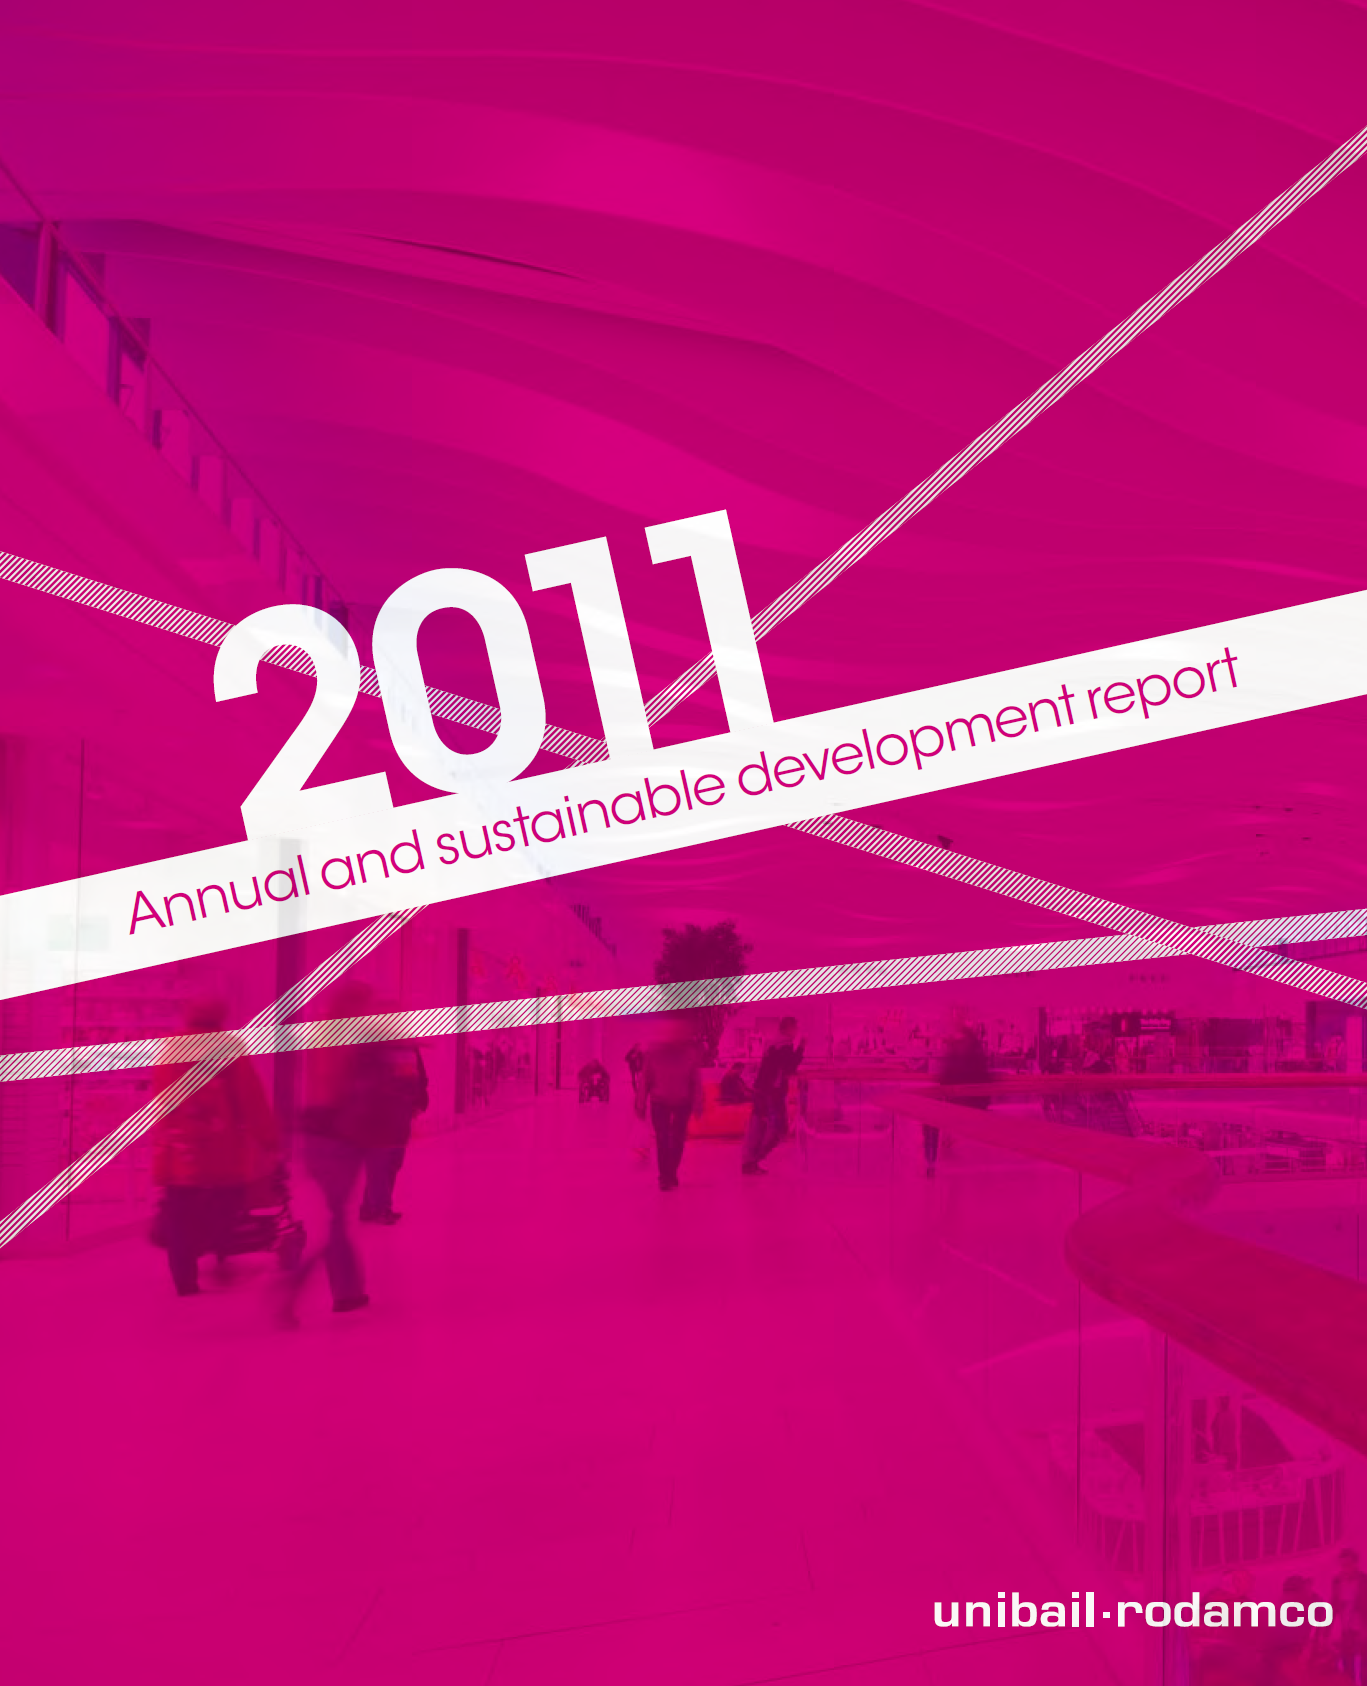 2011
Annual and sustainable development report
unibail·rodamco